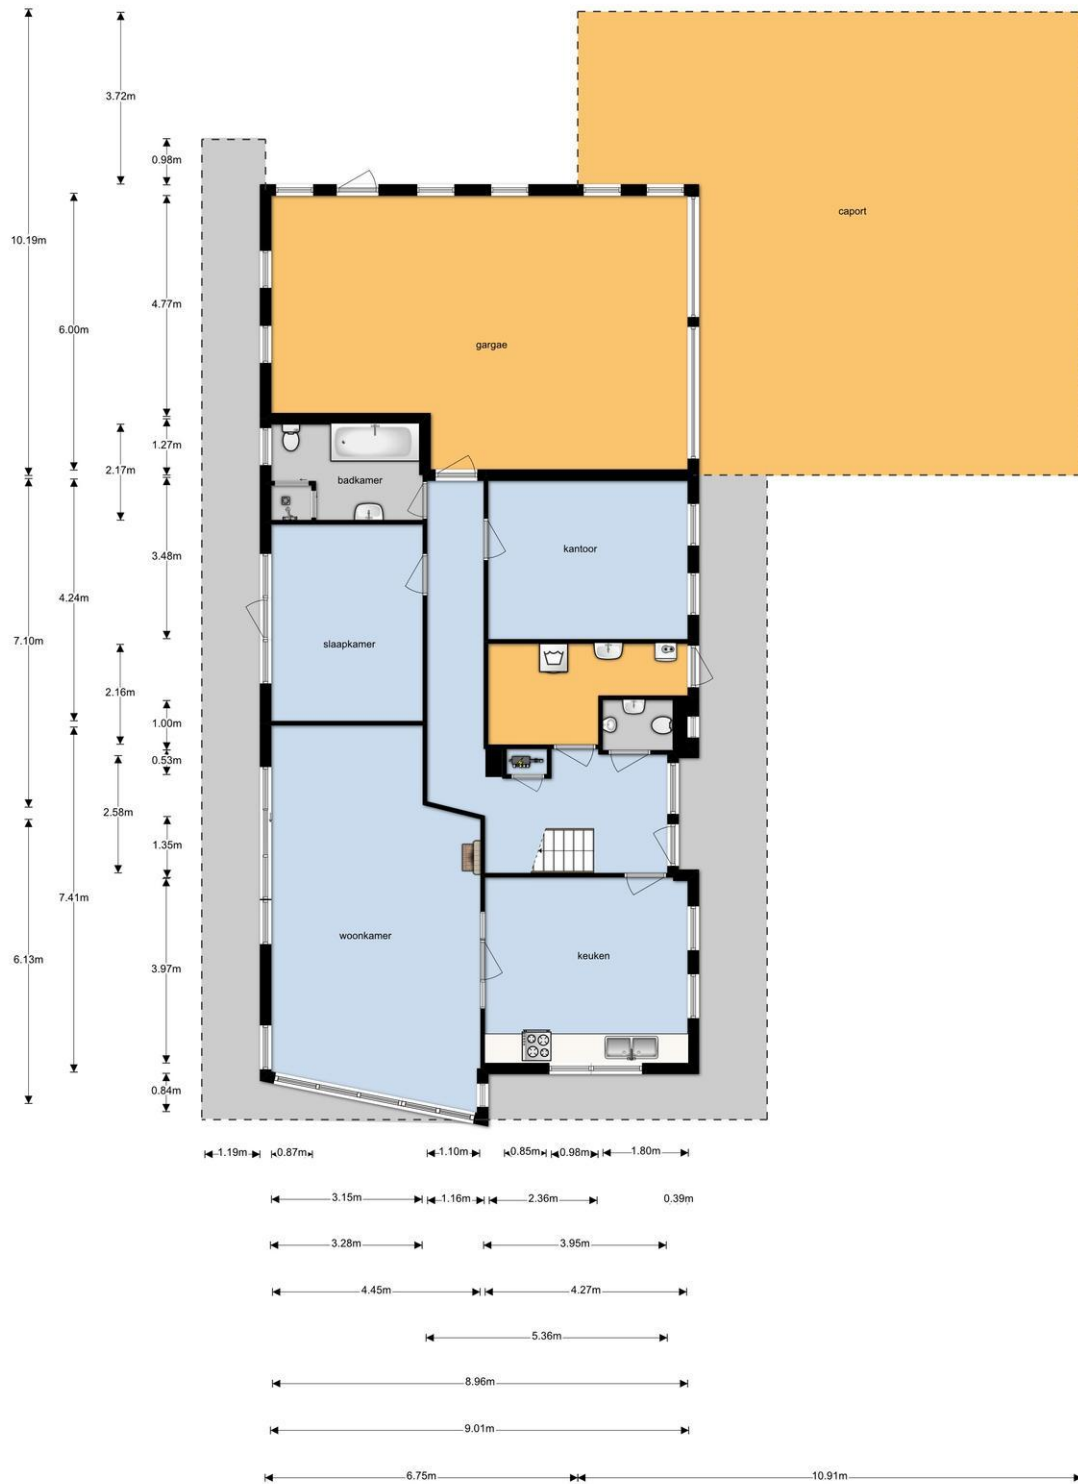 3.72m
0.98m
caport
10.19m
4.77m
6.00m
gargae
1.27m
2.17m
badkamer
kantoor
3.48m
4.24m
7.10m
slaapkamer
2.16m
1.00m
0.53m
2.58m
1.35m
7.41m
woonkamer
keuken
6.13m
3.97m
0.84m
1.19m
0.87m
1.10m
0.85m
0.98m
1.80m
3.15m
1.16m
2.36m
0.39m
3.28m
3.95m
4.45m
4.27m
5.36m
8.96m
9.01m
6.75m
10.91m